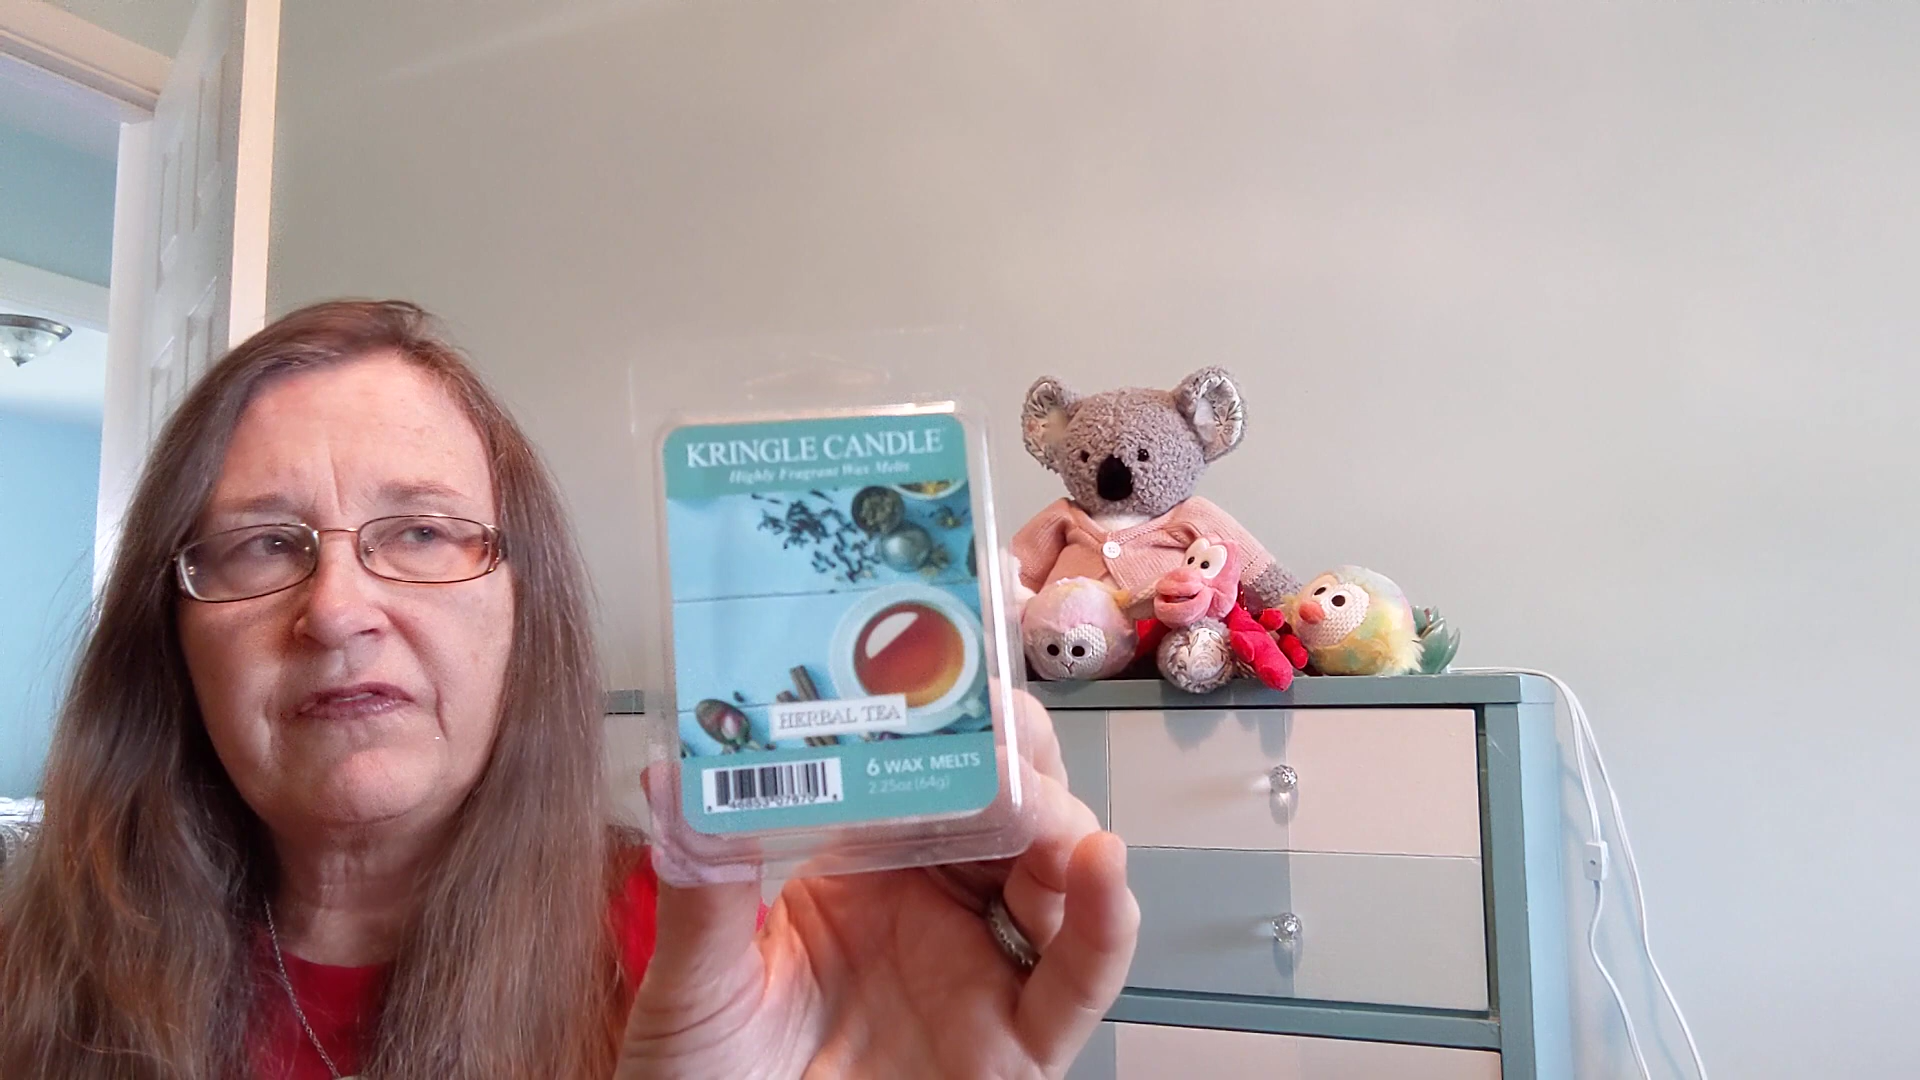 KRINGLE CANDLE
Highly Fragrant Wax Melts
HERBAL TEA
6 WAX MELTS
2.25oz (64g)